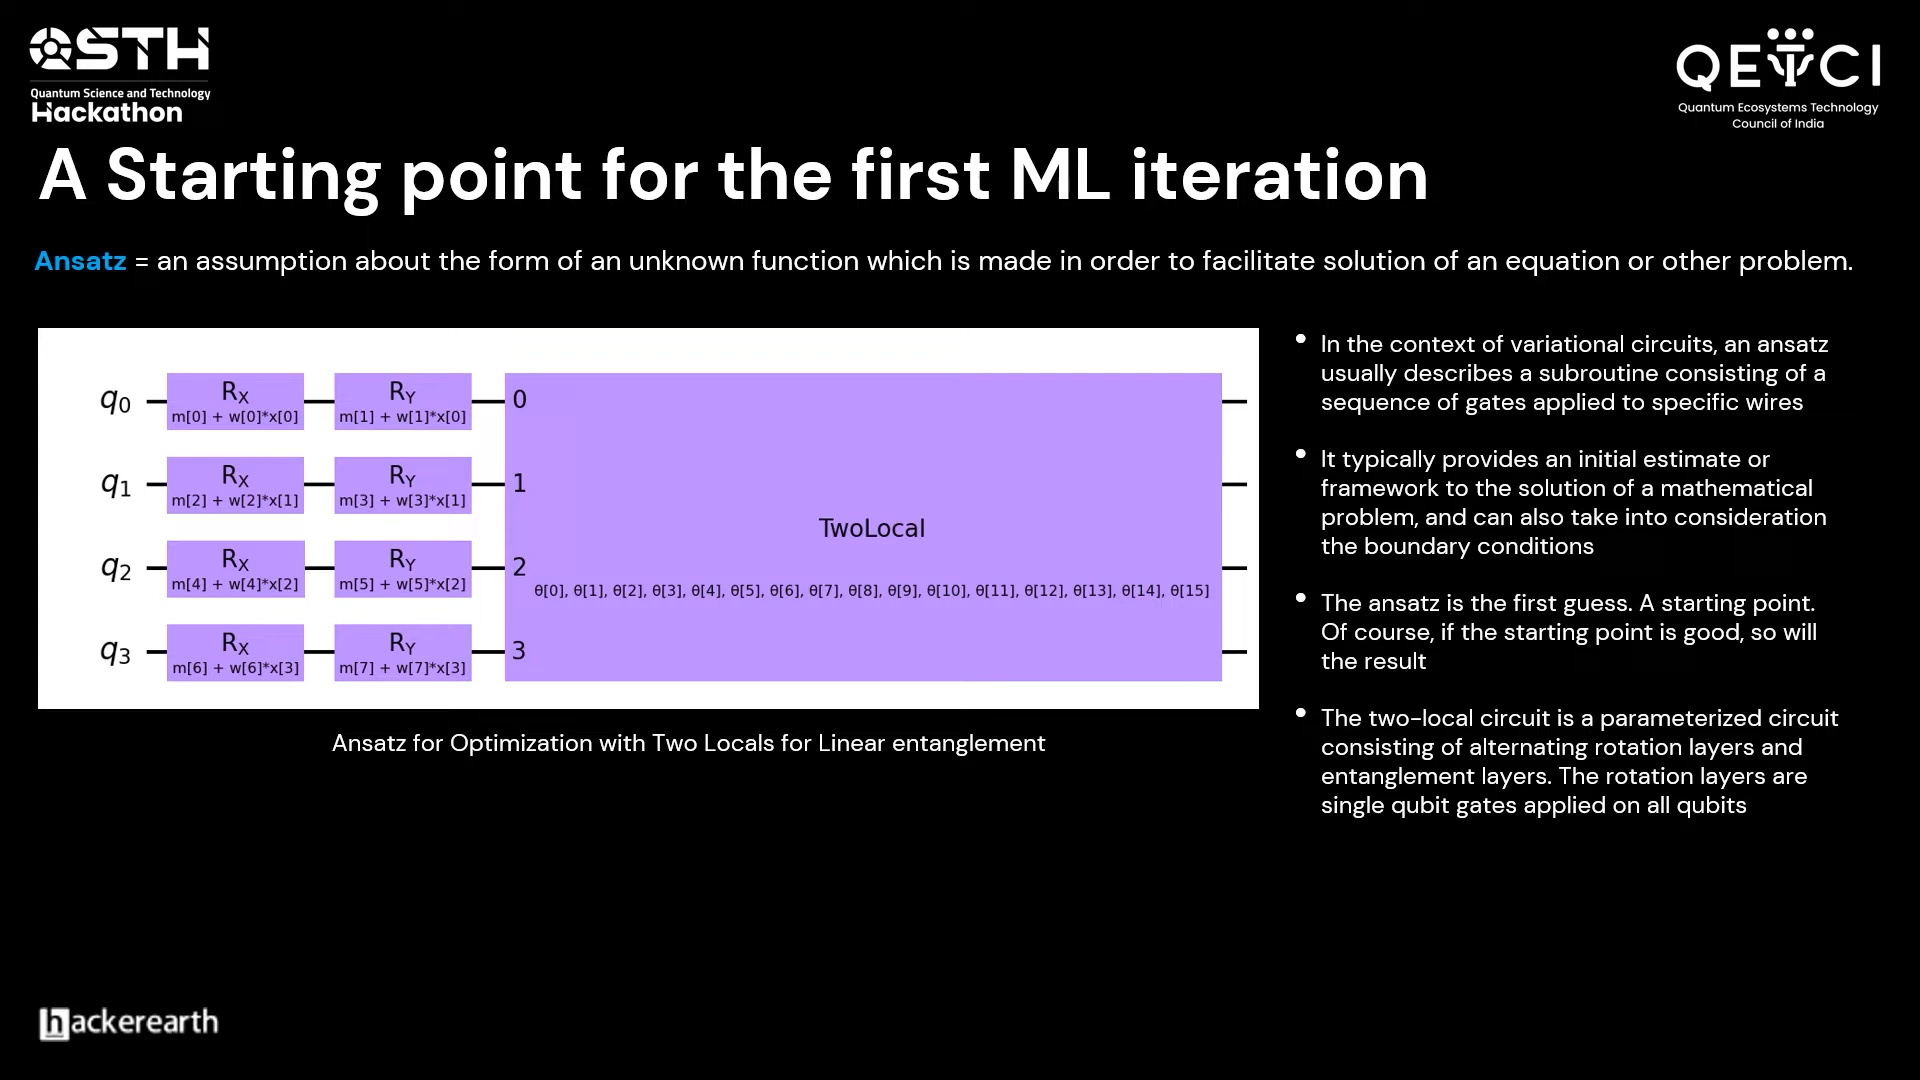 QSTH
Quantum Science and Technology
Hackathon
QETCI
Quantum Ecosystems Technology
Council of India
A Starting point for the first ML iteration
Ansatz = an assumption about the form of an unknown function which is made in order to facilitate solution of an equation or other problem.
q0 RX m[0] + w[0]*x[0] RY m[1] + w[1]*x[0] 0
q1 RX m[2] + w[2]*x[1] RY m[3] + w[3]*x[1] 1
TwoLocal
q2 RX m[4] + w[4]*x[2] RY m[5] + w[5]*x[2] 2
θ[0], θ[1], θ[2], θ[3], θ[4], θ[5], θ[6], θ[7], θ[8], θ[9], θ[10], θ[11], θ[12], θ[13], θ[14], θ[15]
q3 RX m[6] + w[6]*x[3] RY m[7] + w[7]*x[3] 3
Ansatz for Optimization with Two Locals for Linear entanglement
• In the context of variational circuits, an ansatz
usually describes a subroutine consisting of a
sequence of gates applied to specific wires
• It typically provides an initial estimate or
framework to the solution of a mathematical
problem, and can also take into consideration
the boundary conditions
• The ansatz is the first guess. A starting point.
Of course, if the starting point is good, so will
the result
• The two-local circuit is a parameterized circuit
consisting of alternating rotation layers and
entanglement layers. The rotation layers are
single qubit gates applied on all qubits
hackerearth